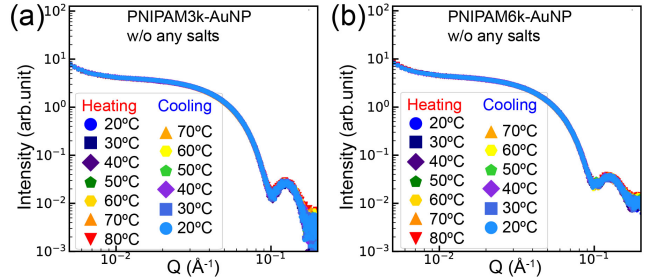 (a)
PNIPAM3k-AuNP
w/o any salts
10²
10¹
10⁰
10⁻¹
10⁻²
10⁻³
Intensity (arb.unit)
Heating
20ºC
30ºC
40ºC
50ºC
60ºC
70ºC
80ºC
Cooling
70ºC
60ºC
50ºC
40ºC
30ºC
20ºC
10⁻²
10⁻¹
Q (Å⁻¹)
(b)
PNIPAM6k-AuNP
w/o any salts
10²
10¹
10⁰
10⁻¹
10⁻²
10⁻³
Intensity (arb.unit)
Heating
20ºC
30ºC
40ºC
50ºC
60ºC
70ºC
80ºC
Cooling
70ºC
60ºC
50ºC
40ºC
30ºC
20ºC
10⁻²
10⁻¹
Q (Å⁻¹)